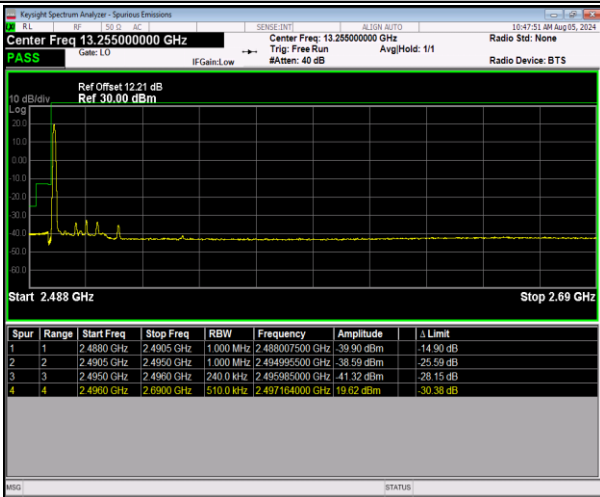 Keysight Spectrum Analyzer - Spurious Emissions
RL RF 50 Ω AC SENSE:INT ALIGN AUTO 10:47:51 AM Aug 05, 2024
Center Freq 13.255000000 GHz Center Freq: 13.255000000 GHz Radio Std: None
PASS Gate: LO Trig: Free Run Avg|Hold: 1/1
IFGain:Low #Atten: 40 dB Radio Device: BTS
Ref Offset 12.21 dB
10 dB/div Ref 30.00 dBm
Log
20.0
10.0
0.00
-10.0
-20.0
-30.0
-40.0
-50.0
-60.0
Start 2.488 GHz Stop 2.69 GHz
Spur Range Start Freq Stop Freq RBW Frequency Amplitude Δ Limit
1 1 2.4880 GHz 2.4905 GHz 1.000 MHz 2.488007500 GHz -39.90 dBm -14.90 dB
2 2 2.4905 GHz 2.4950 GHz 1.000 MHz 2.494995500 GHz -38.59 dBm -25.59 dB
3 3 2.4950 GHz 2.4960 GHz 240.0 kHz 2.495985000 GHz -41.32 dBm -28.15 dB
4 4 2.4960 GHz 2.6900 GHz 510.0 kHz 2.497164000 GHz 19.62 dBm -30.38 dB
MSG STATUS